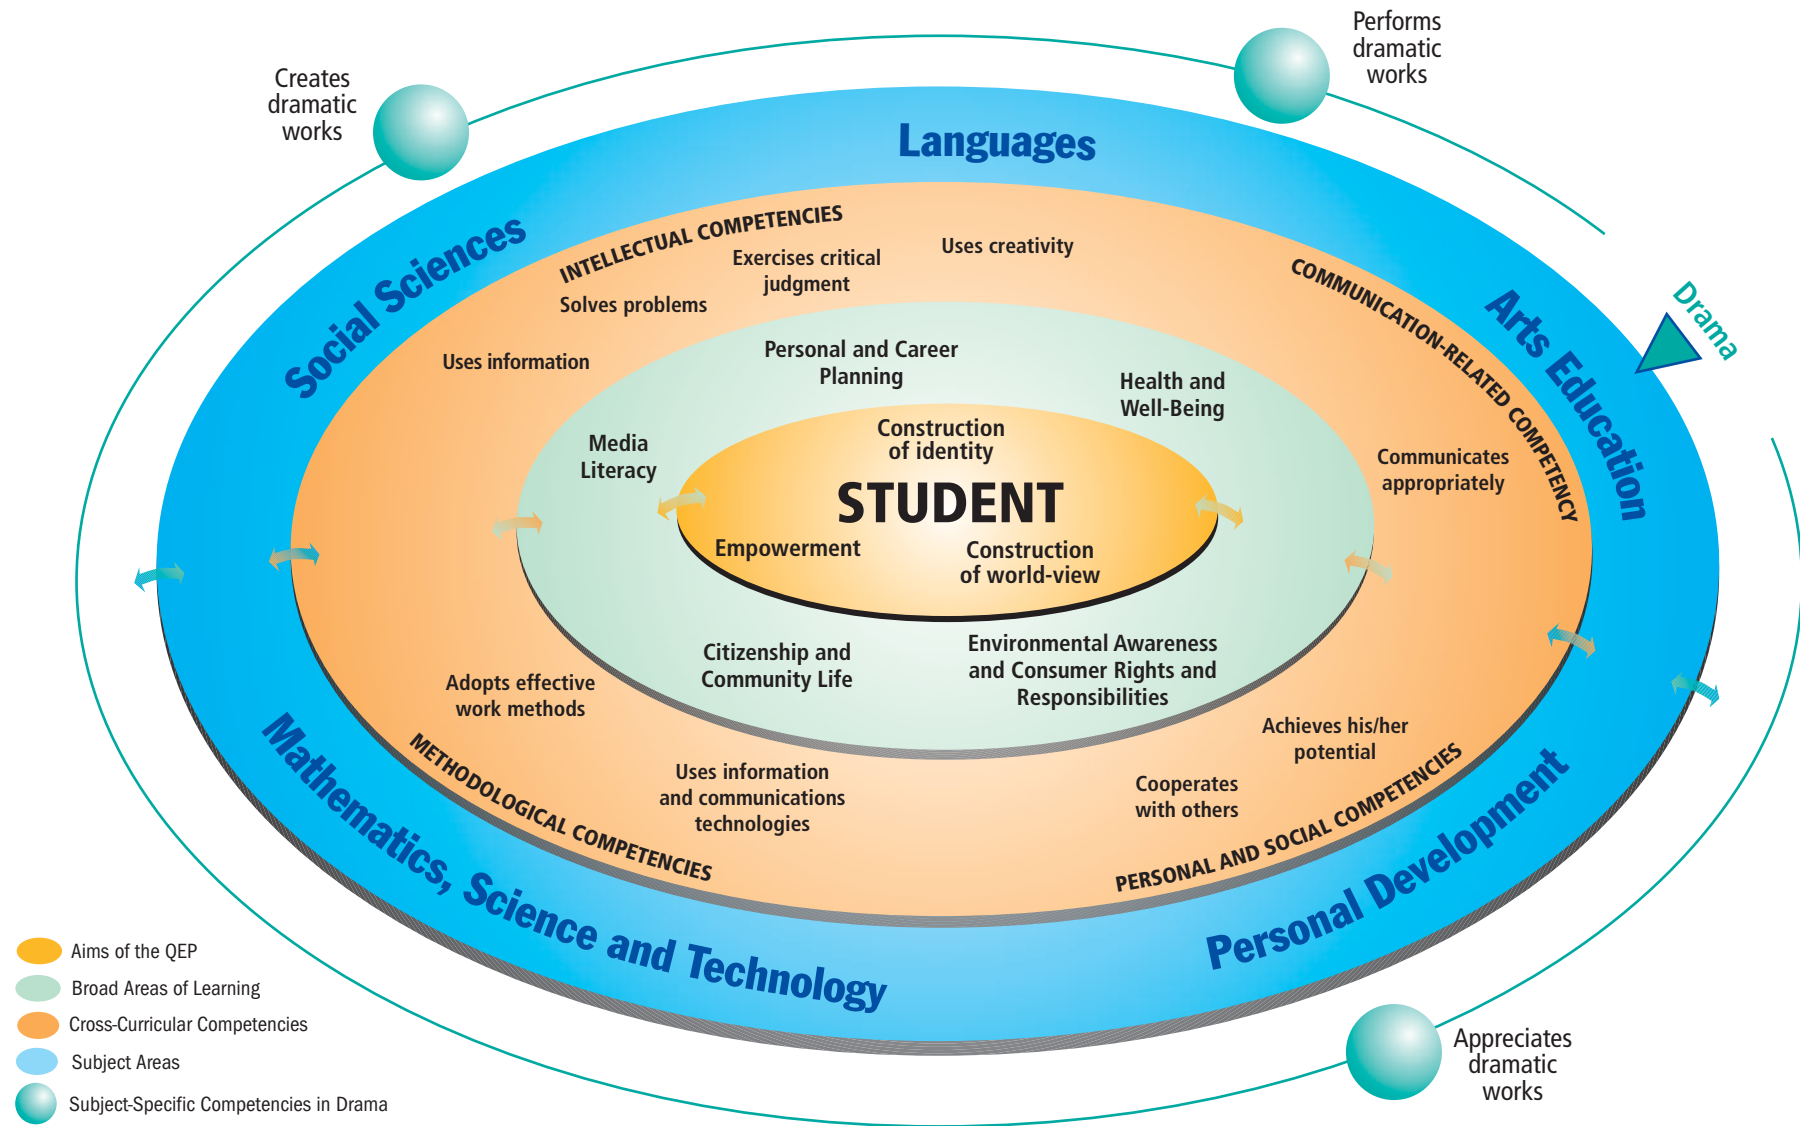 Performs
dramatic
works
Creates
dramatic
works
Languages
Social Sciences
Arts Education
Drama
INTELLECTUAL COMPETENCIES
Uses creativity
Exercises critical
judgment
Solves problems
Uses information
COMMUNICATION-RELATED COMPETENCY
Communicates
appropriately
Personal and Career
Planning
Health and
Well-Being
Media
Literacy
Construction
of identity
STUDENT
Empowerment
Construction
of world-view
Citizenship and
Community Life
Environmental Awareness
and Consumer Rights and
Responsibilities
Adopts effective
work methods
METHODOLOGICAL COMPETENCIES
Uses information
and communications
technologies
Achieves his/her
potential
Cooperates
with others
PERSONAL AND SOCIAL COMPETENCIES
Mathematics, Science and Technology
Personal Development
Appreciates
dramatic
works
Aims of the QEP
Broad Areas of Learning
Cross-Curricular Competencies
Subject Areas
Subject-Specific Competencies in Drama